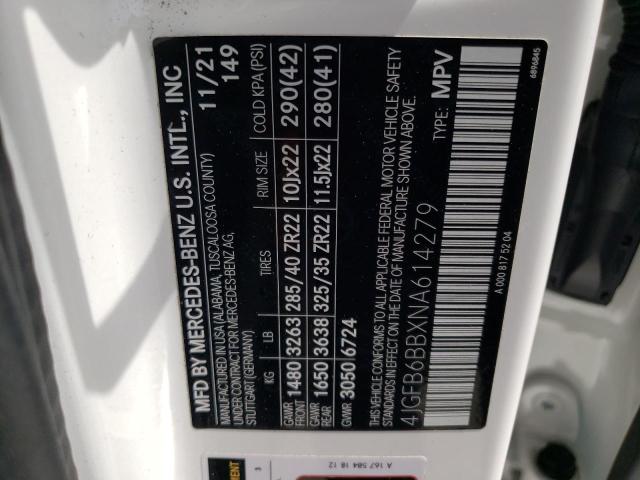 MFD BY MERCEDES-BENZ U.S. INTL., INC
MANUFACTURED IN USA ALABAMA, TUSCALOOSA COUNTY) 11/21
UNDER CONTRACT FOR MERCEDES-BENZ AG, 149
STUTTGART (GERMANY)
KG LB TIRES RIM SIZE COLD KPA(PSI)
GAWR FRONT 1480 3263 285/40 ZR22 10Jx22 290(42)
GAWR REAR 1650 3638 325/35 ZR22 11.5Jx22 280(41)
GVWR 3050 6724
THIS VEHICLE CONFORMS TO ALL APPLICABLE FEDERAL MOTOR VEHICLE SAFETY
STANDARDS IN EFFECT ON THE DATE OF MANUFACTURE SHOWN ABOVE.
4JGFB6BBXNA614279 TYPE: MPV
A 000 817 52 04
6896845
A 167 584 18 12
3